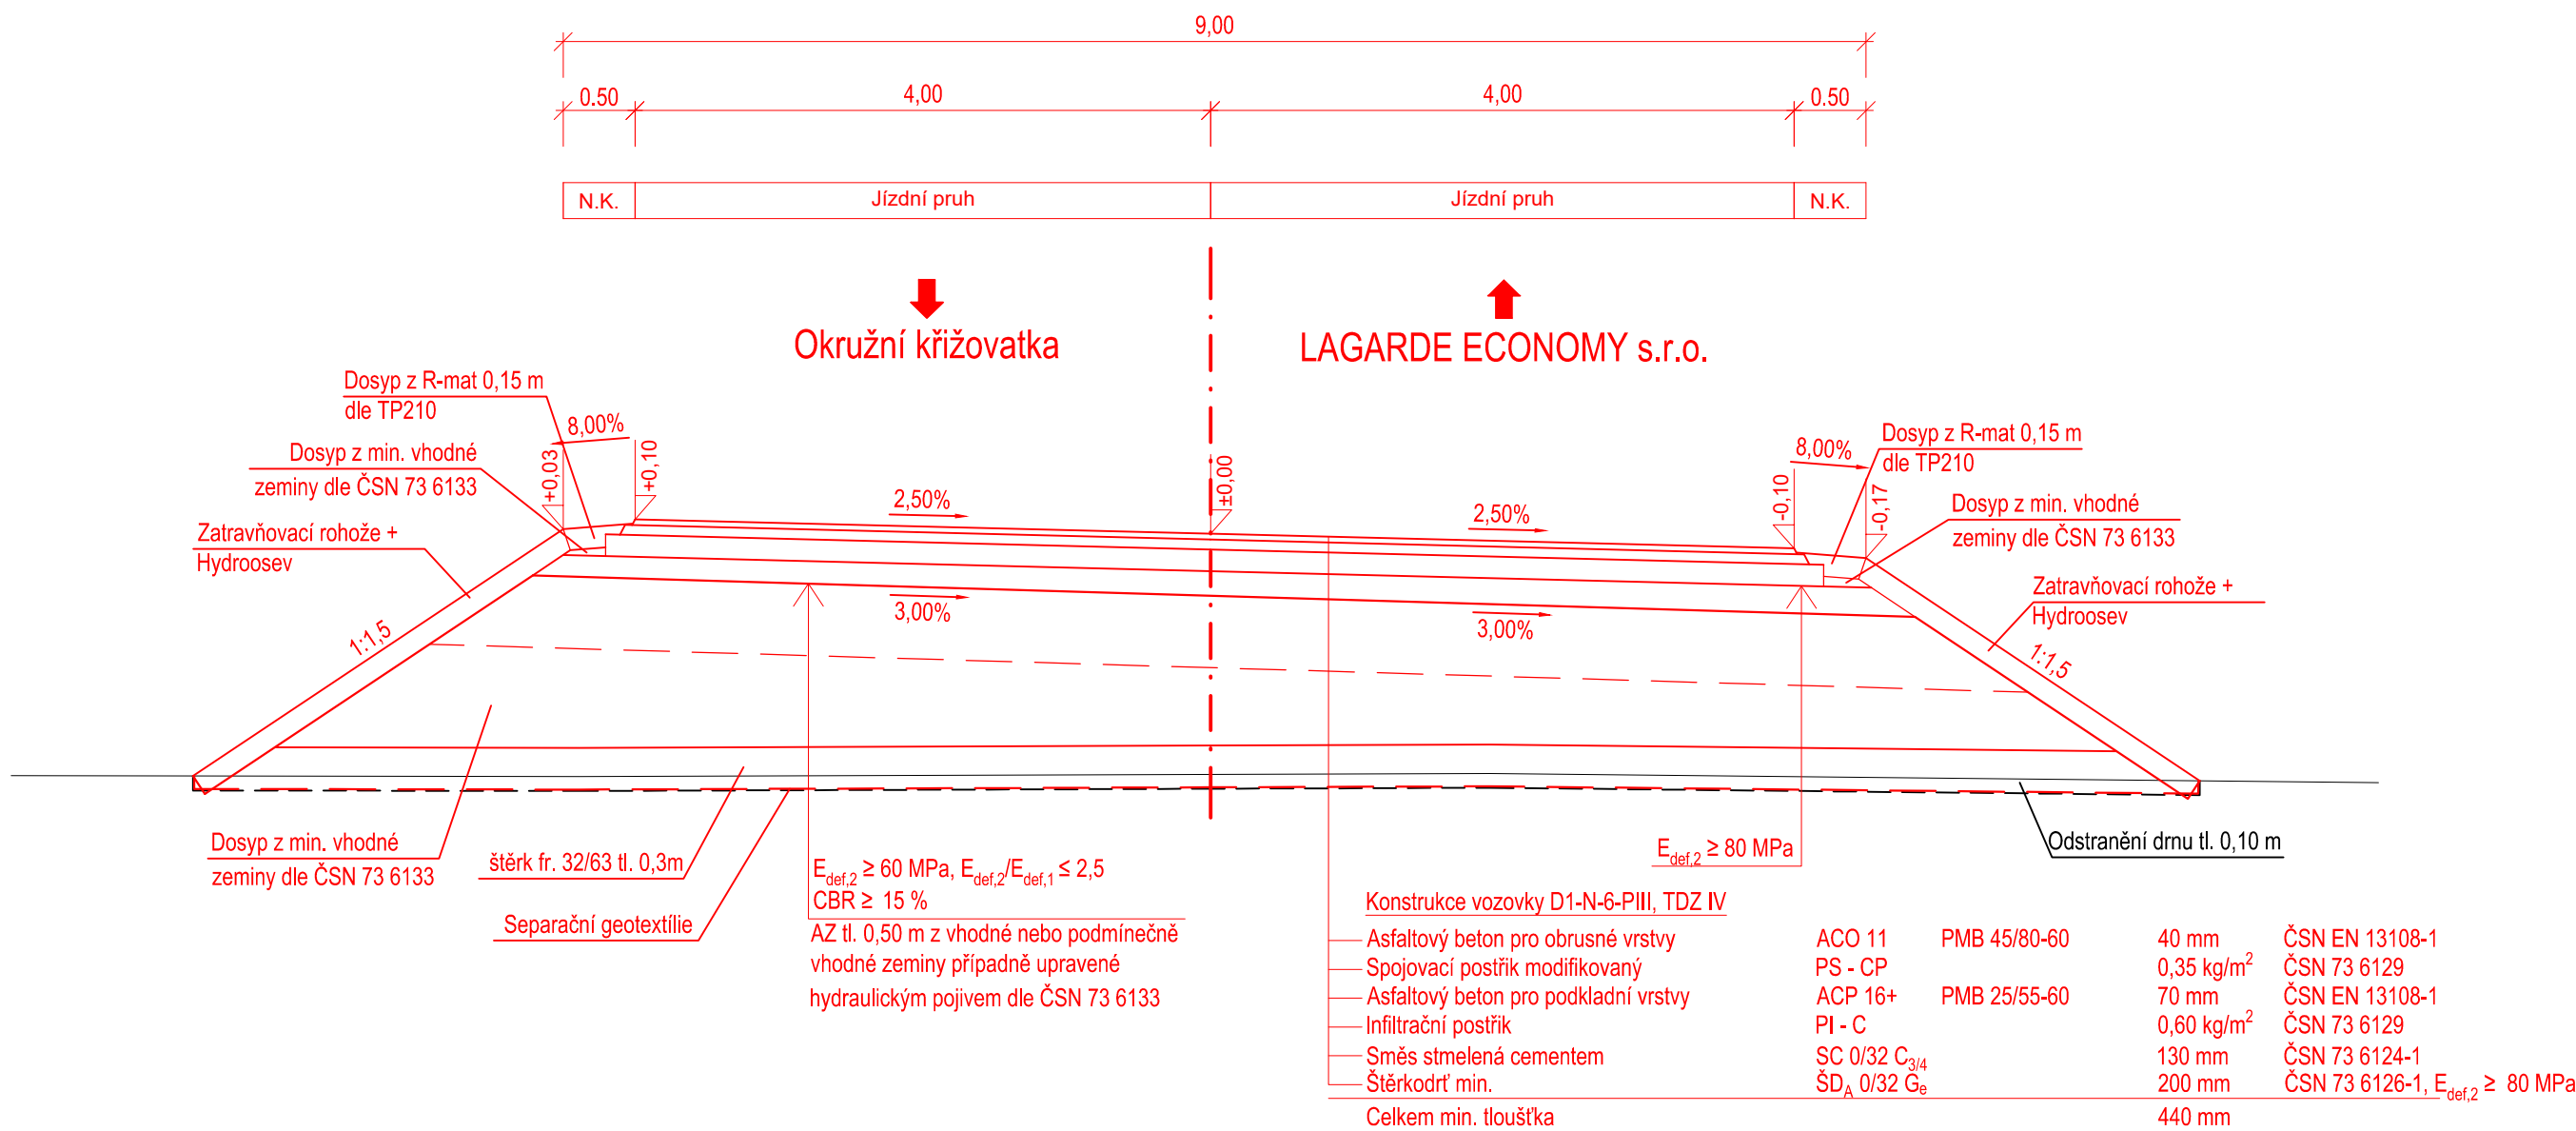 9,00
0.50 4,00 4,00 0.50
N.K. Jízdní pruh Jízdní pruh N.K.
Okružní křižovatka LAGARDE ECONOMY s.r.o.
Dosyp z R-mat 0,15 m
dle TP210
8,00%
Dosyp z min. vhodné
zeminy dle ČSN 73 6133
+0,03
+0,10
Zatravňovací rohože +
Hydroosev
1:1,5
2,50%
±0,00
2,50%
3,00%
3,00%
8,00%
-0,10
-0,17
Dosyp z R-mat 0,15 m
dle TP210
Dosyp z min. vhodné
zeminy dle ČSN 73 6133
Zatravňovací rohože +
Hydroosev
1:1,5
Dosyp z min. vhodné
zeminy dle ČSN 73 6133
štěrk fr. 32/63 tl. 0,3m
Separační geotextílie
Edef,2 ≥ 60 MPa, Edef,2/Edef,1 ≤ 2,5
CBR ≥ 15 %
AZ tl. 0,50 m z vhodné nebo podmínečně
vhodné zeminy případně upravené
hydraulickým pojivem dle ČSN 73 6133
Edef,2 ≥ 80 MPa
Odstranění drnu tl. 0,10 m
Konstrukce vozovky D1-N-6-PIII, TDZ IV
Asfaltový beton pro obrusné vrstvy ACO 11 PMB 45/80-60 40 mm ČSN EN 13108-1
Spojovací postřik modifikovaný PS - CP 0,35 kg/m² ČSN 73 6129
Asfaltový beton pro podkladní vrstvy ACP 16+ PMB 25/55-60 70 mm ČSN EN 13108-1
Infiltrační postřik PI - C 0,60 kg/m² ČSN 73 6129
Směs stmelená cementem SC 0/32 C3/4 130 mm ČSN 73 6124-1
Štěrkodrť min. ŠDA 0/32 Ge 200 mm ČSN 73 6126-1, Edef,2 ≥ 80 MPa
Celkem min. tloušťka 440 mm